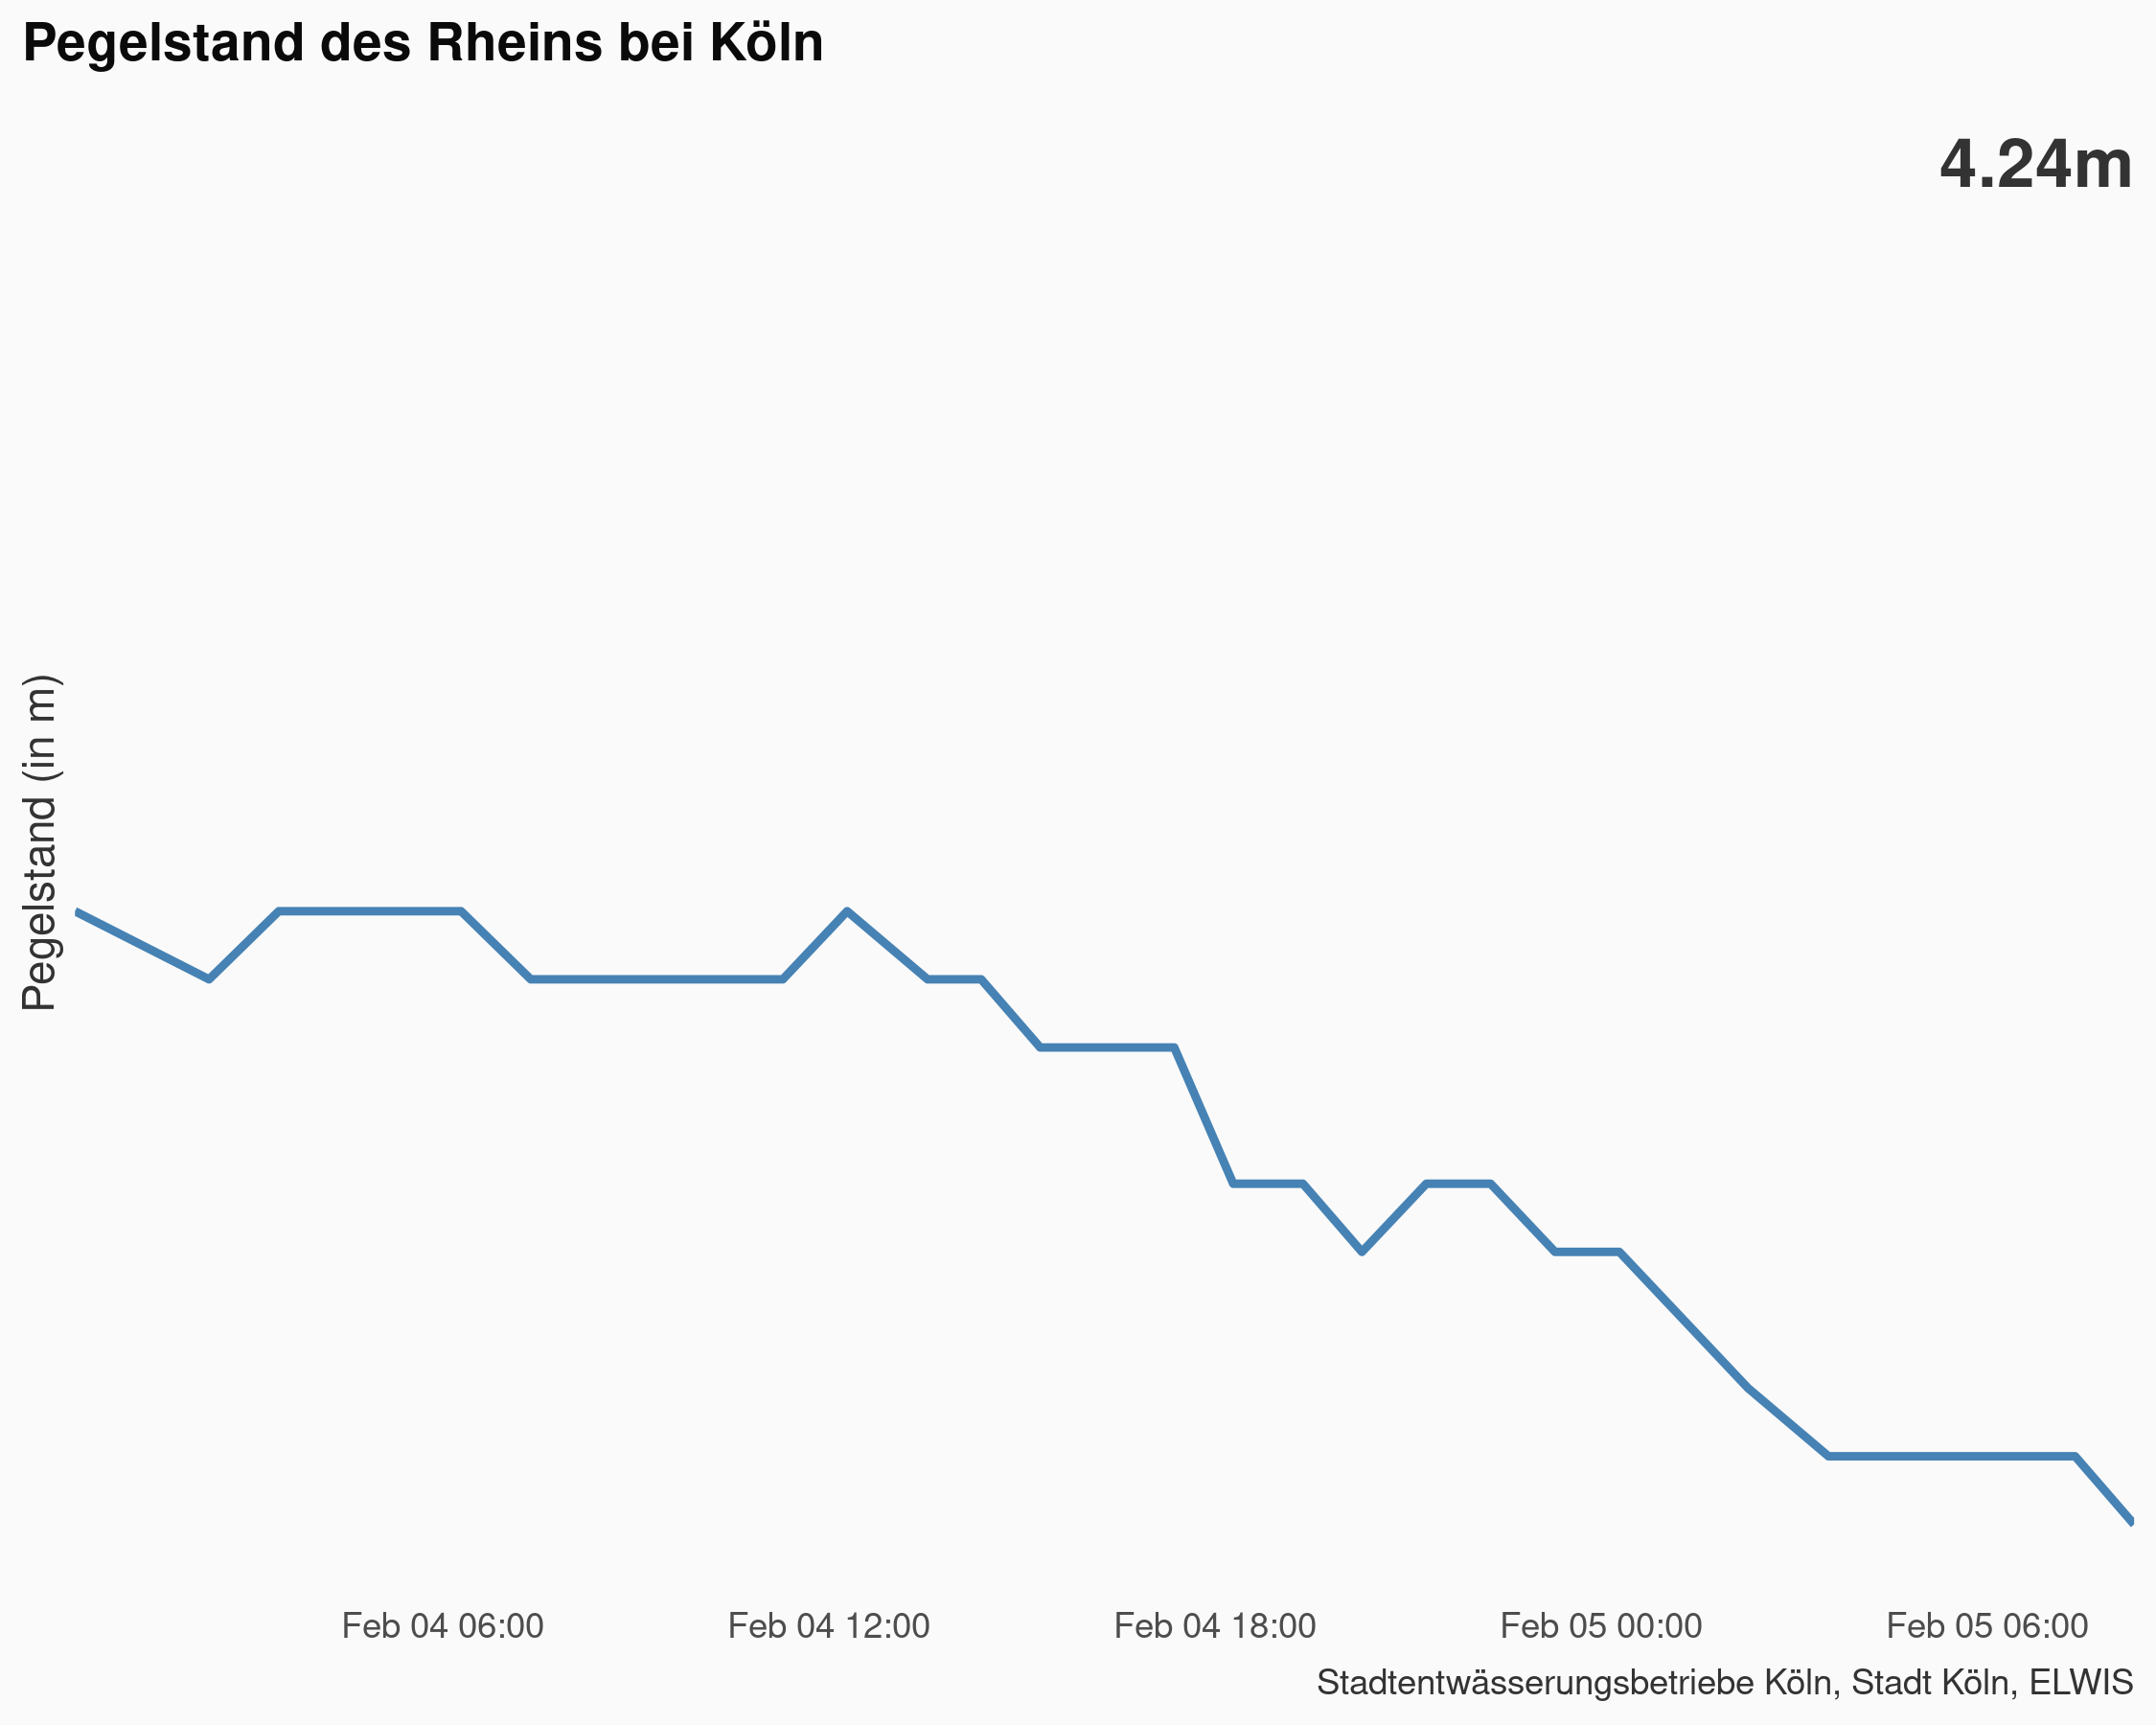 Pegelstand des Rheins bei Köln
4.24m
Pegelstand (in m)
Feb 04 06:00 Feb 04 12:00 Feb 04 18:00 Feb 05 00:00 Feb 05 06:00
Stadtentwässerungsbetriebe Köln, Stadt Köln, ELWIS